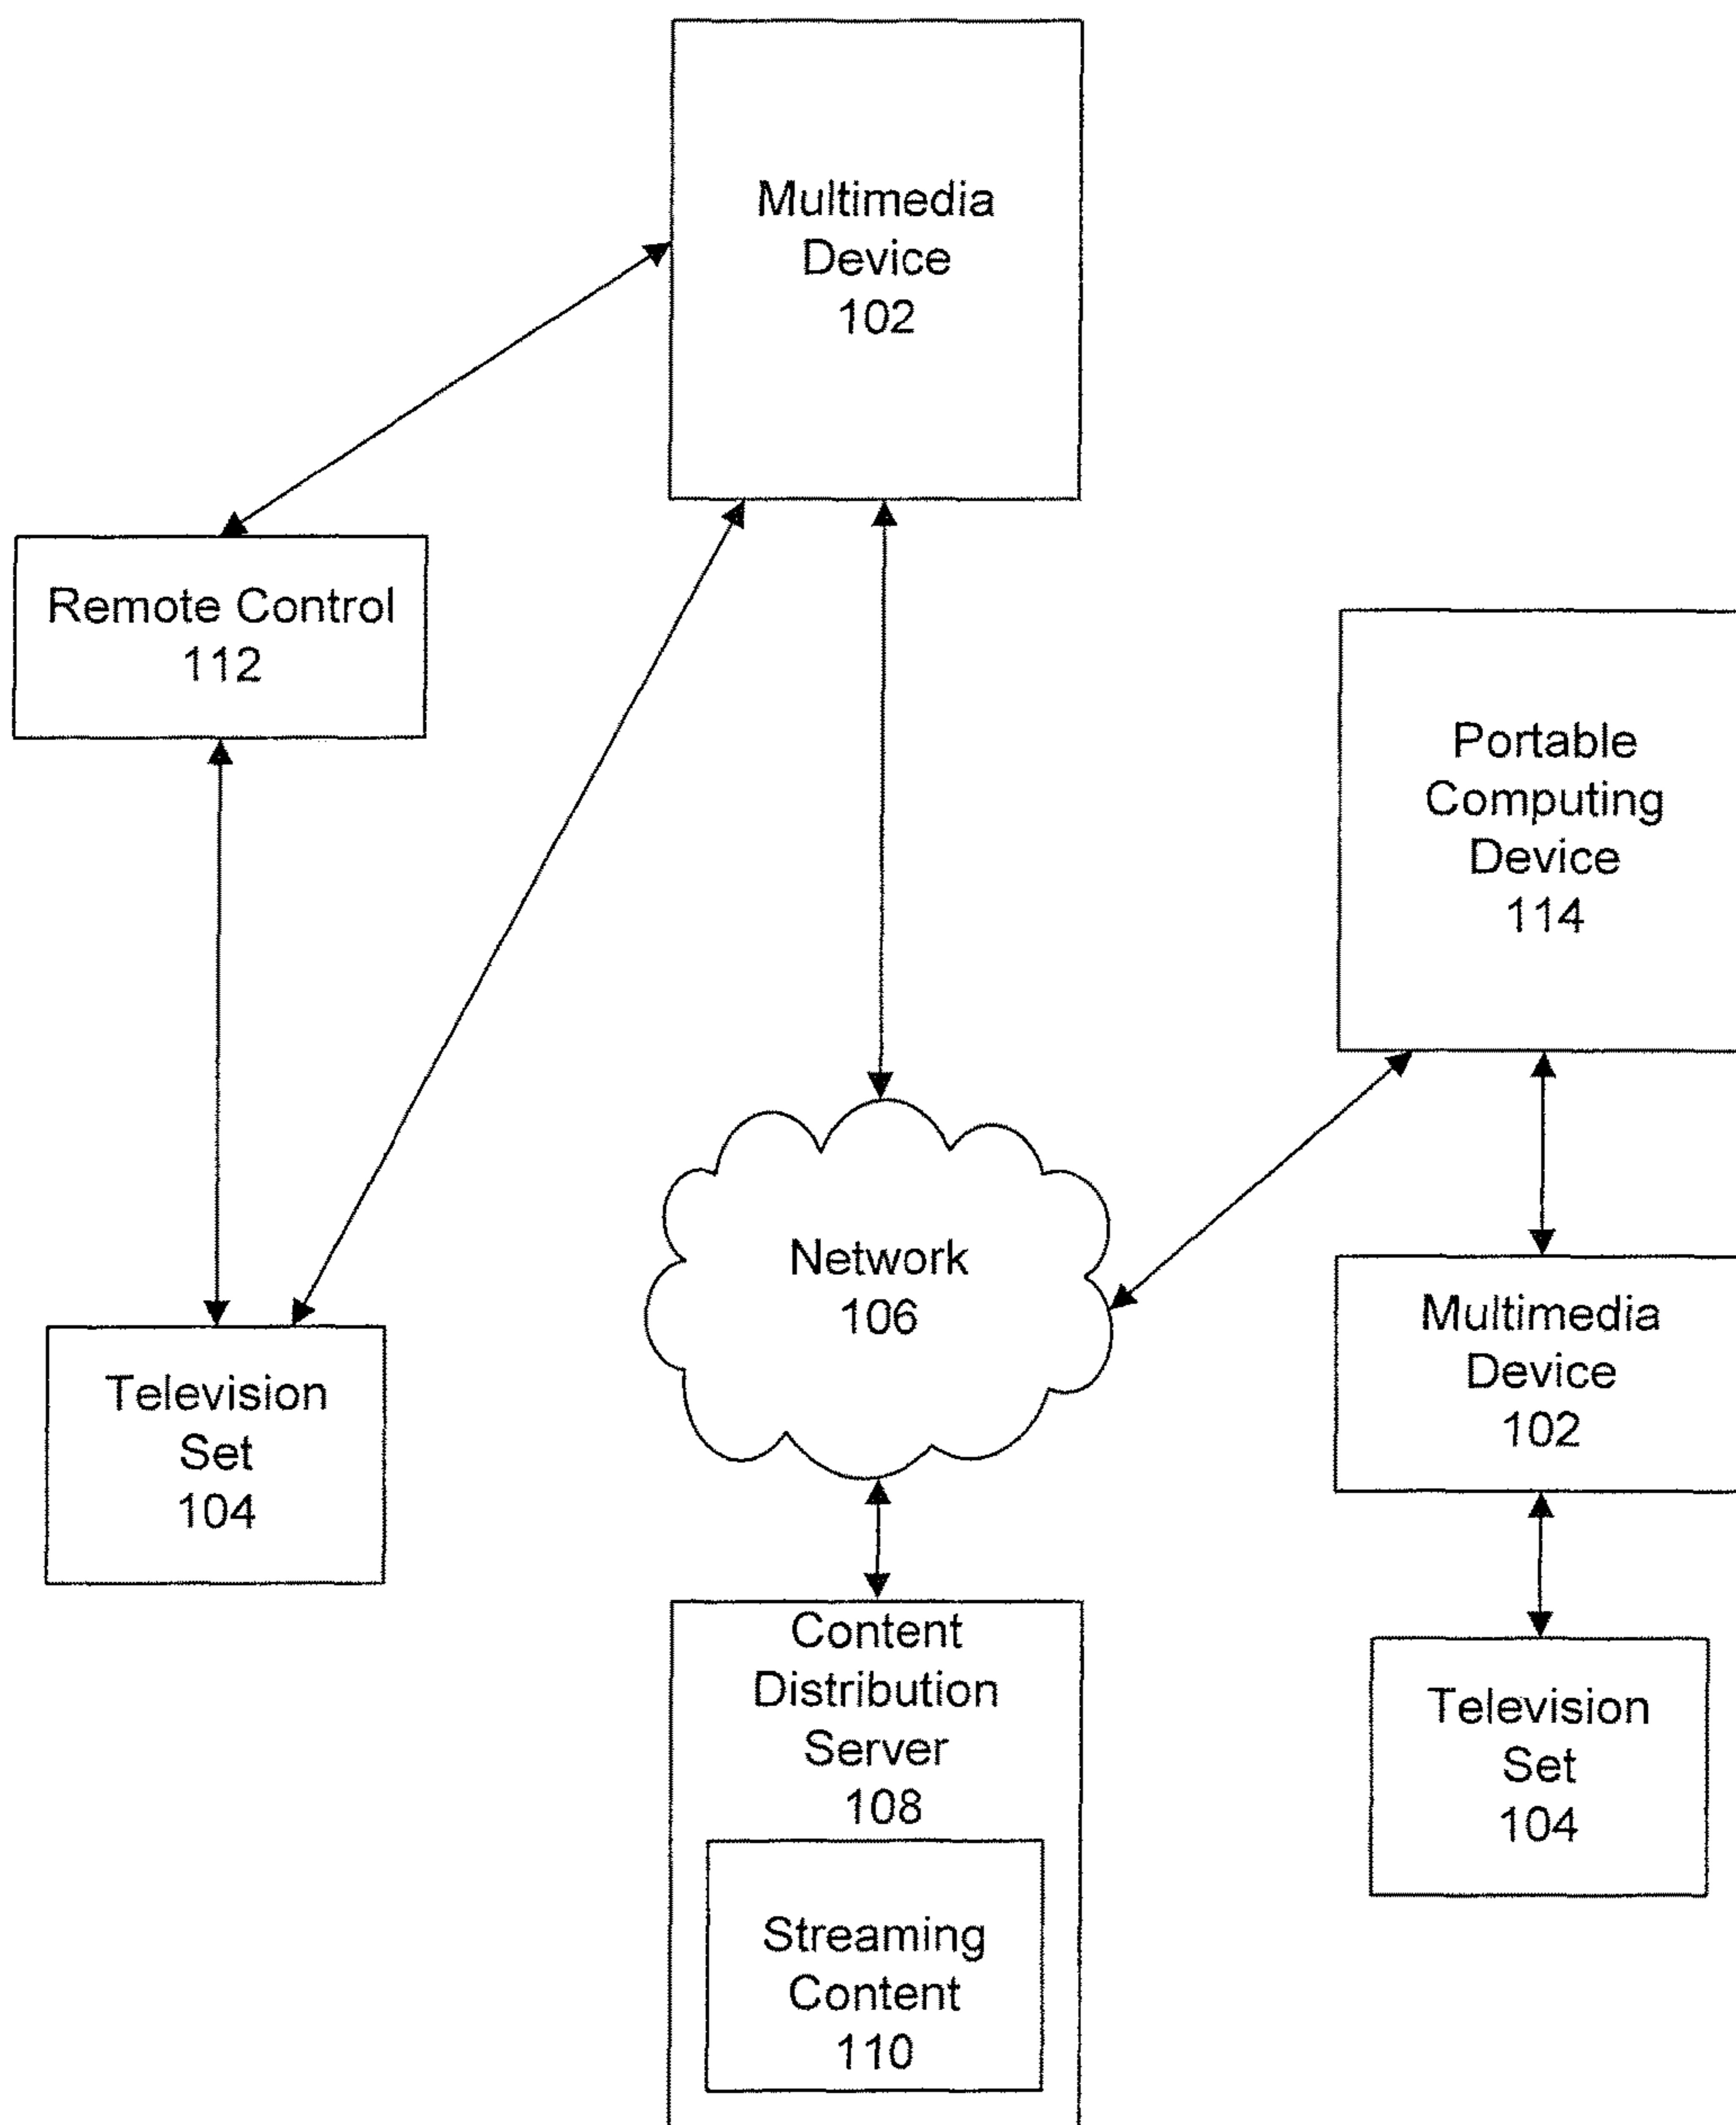 Multimedia
Device
102
Remote Control
112
Portable
Computing
Device
114
Network
106
Multimedia
Device
102
Television
Set
104
Content
Distribution
Server
108
Television
Set
104
Streaming
Content
110